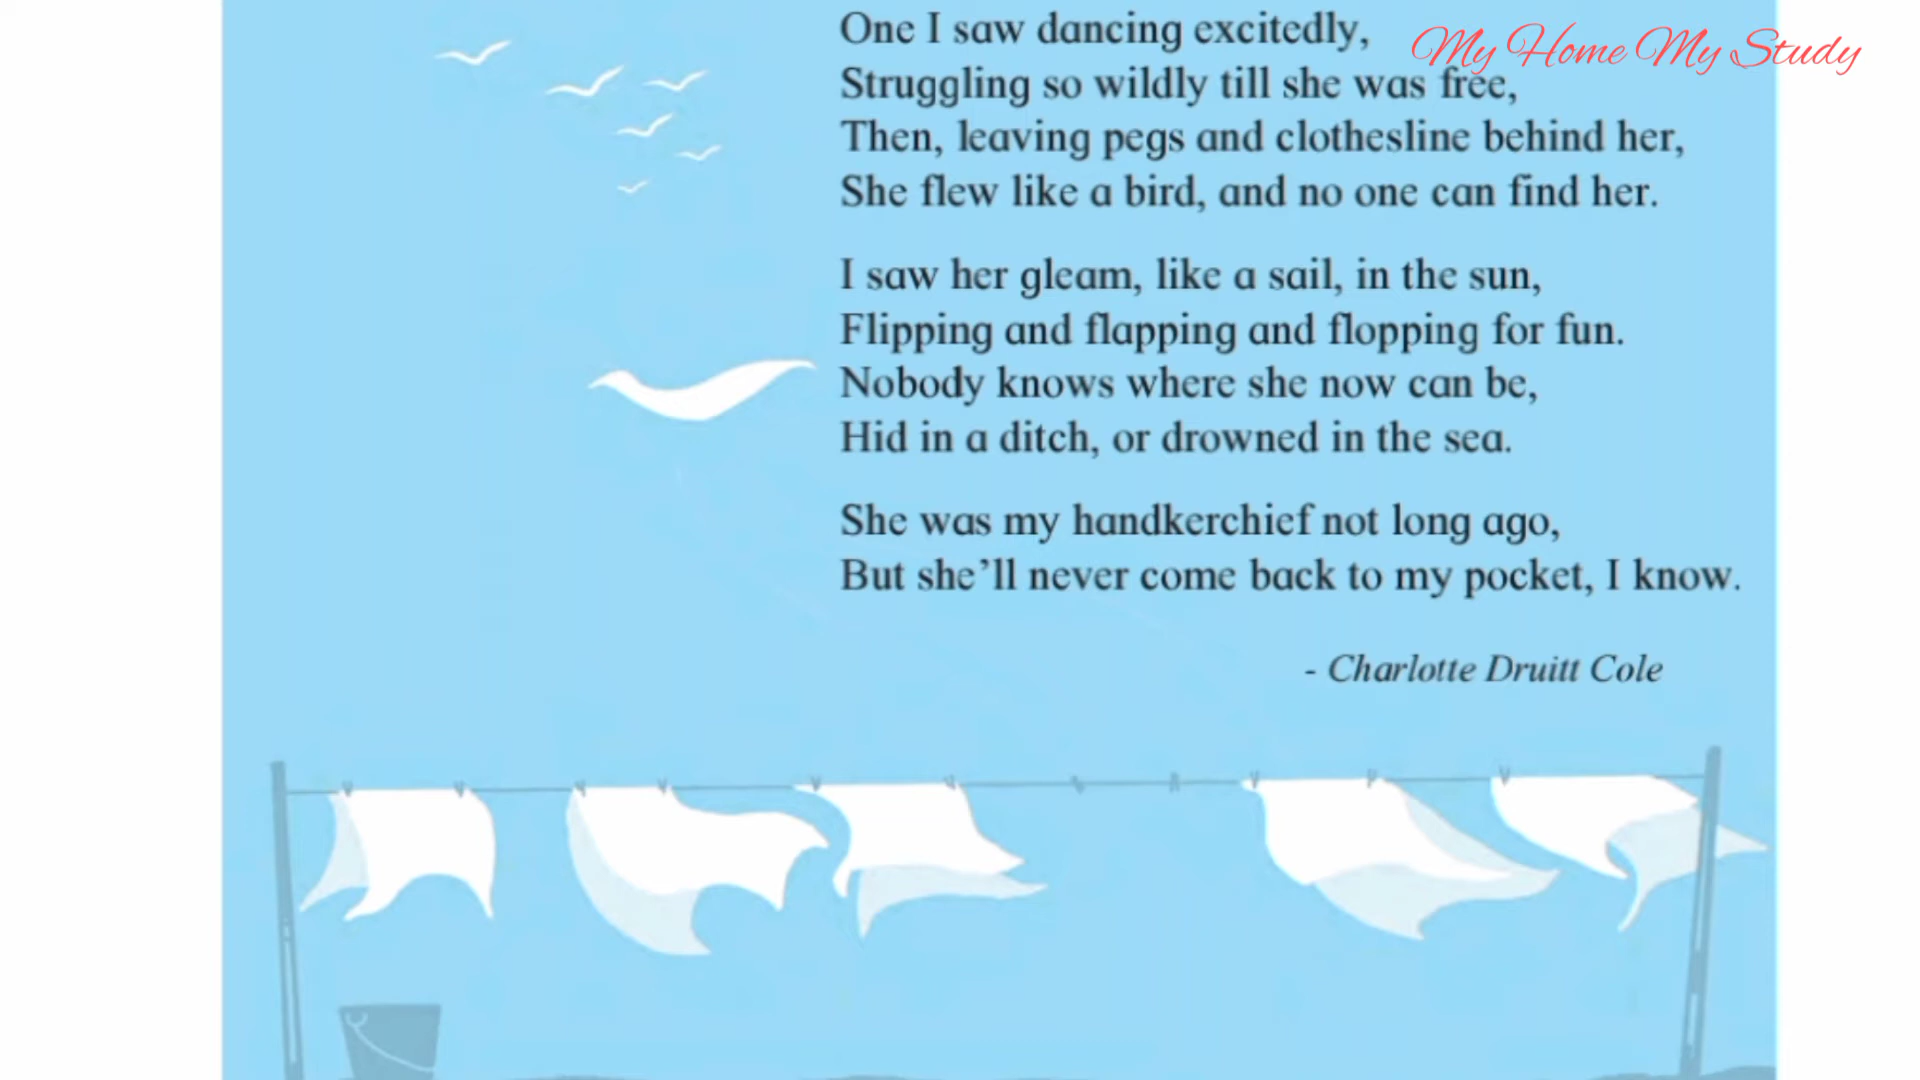 My Home My Study
One I saw dancing excitedly,
Struggling so wildly till she was free,
Then, leaving pegs and clothesline behind her,
She flew like a bird, and no one can find her.
I saw her gleam, like a sail, in the sun,
Flipping and flapping and flopping for fun.
Nobody knows where she now can be,
Hid in a ditch, or drowned in the sea.
She was my handkerchief not long ago,
But she’ll never come back to my pocket, I know.
- Charlotte Druitt Cole